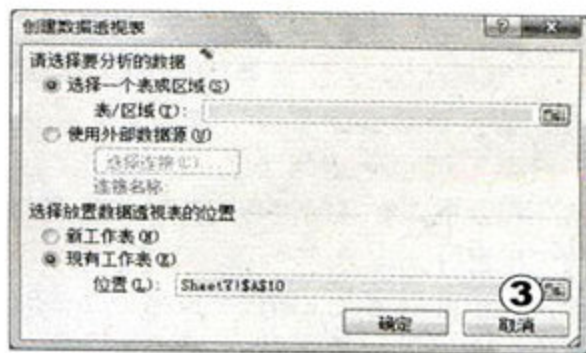 创建数据透视表
请选择要分析的数据
选择一个表或区域(S)
表/区域(T):
使用外部数据源(U)
选择连接(C)...
连接名称:
选择放置数据透视表的位置
新工作表(N)
现有工作表(E)
位置(L): Sheet7!$A$10
③
确定 取消